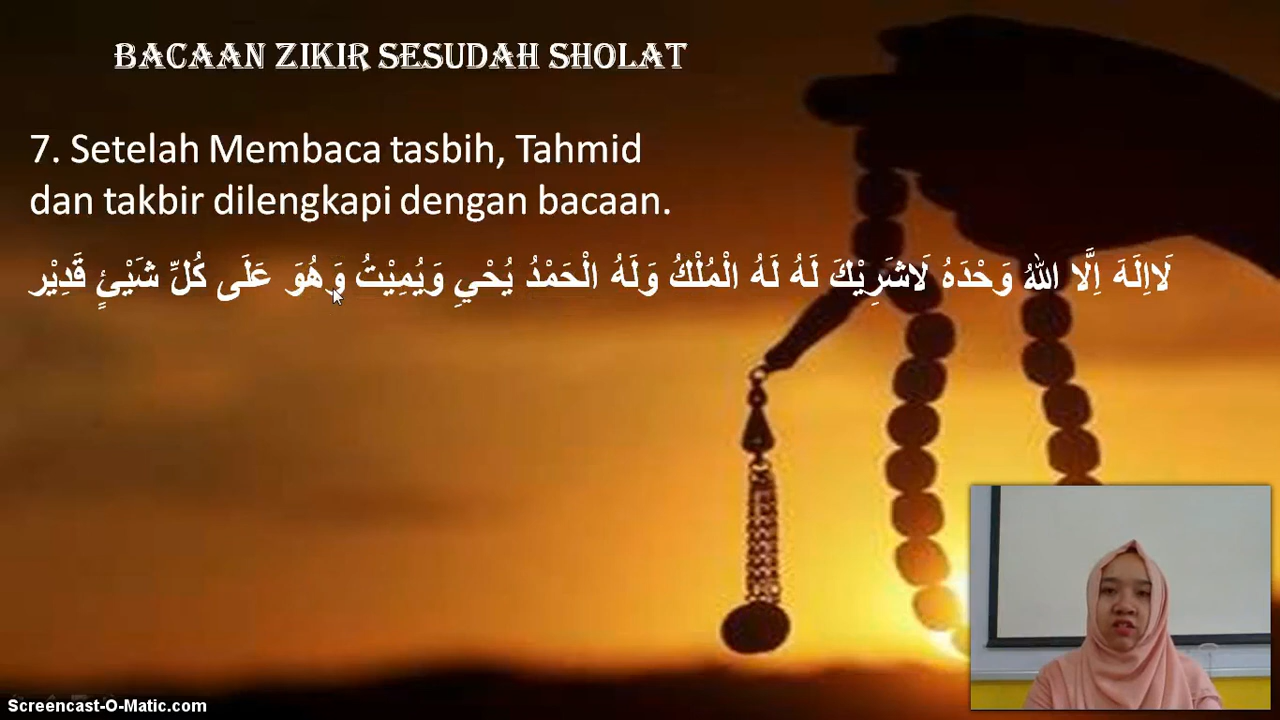 BACAAN ZIKIR SESUDAH SHOLAT
7. Setelah Membaca tasbih, Tahmid
dan takbir dilengkapi dengan bacaan.
لَااِلَهَ اِلَّا اللهُ وَحْدَهُ لَاشَرِيْكَ لَهُ لَهُ الْمُلْكُ وَلَهُ الْحَمْدُ يُحْيِ وَيُمِيْتُ وَهُوَ عَلَى كُلِّ شَيْئٍ قَدِيْر
Screencast-O-Matic.com